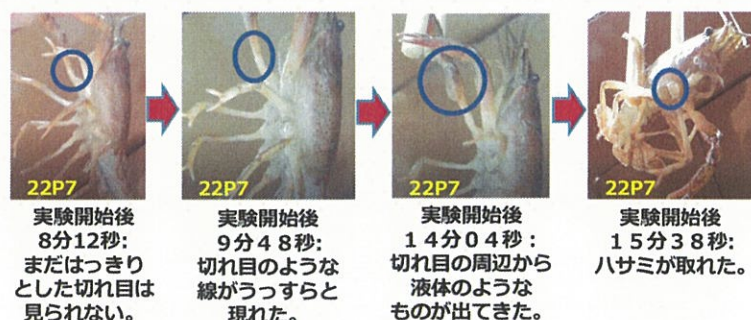 22P7
22P7
22P7
22P7
実験開始後
8分12秒:
まだはっきり
とした切れ目は
見られない。
実験開始後
9分４８秒:
切れ目のような
線がうっすらと
現れた。
実験開始後
１４分０４秒：
切れ目の周辺から
液体のような
ものが出てきた。
実験開始後
１５分３８秒:
ハサミが取れた。